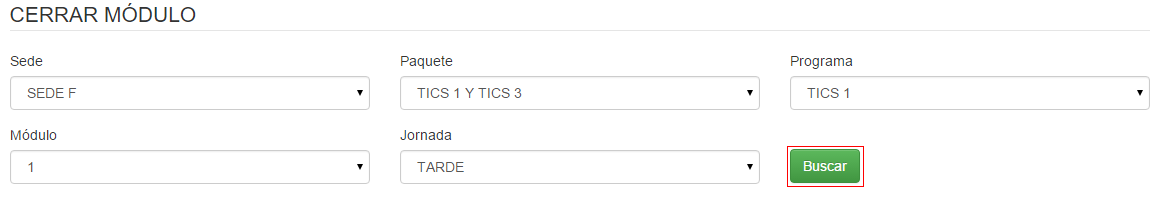 CERRAR MÓDULO
Sede Paquete Programa
SEDE F TICS 1 Y TICS 3 TICS 1
Módulo Jornada
1 TARDE Buscar